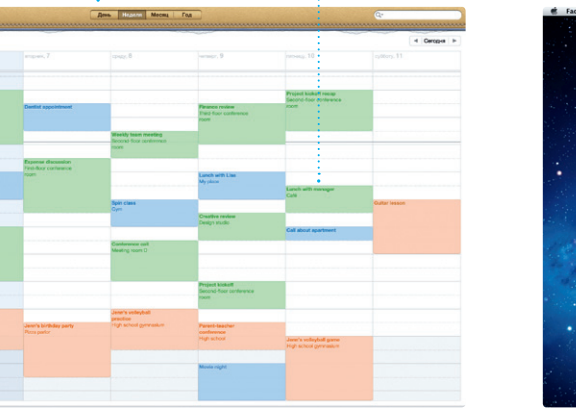 День Недели Месяц Год
Сегодня
вторник, 7
среду, 8
четверг, 9
пятницу, 10
суббота, 11
Fac
Dentist appointment
Expense discussion
First-floor conference
room
Weekly team meeting
Second-floor conference
room
Spin class
Gym
Conference call
Meeting room D
Jane's birthday party
Pizza parlor
Jane's volleyball
practice
High school gymnasium
Finance review
Third-floor conference
room
Lunch with Lisa
My place
Creative review
Design studio
Project kickoff
Second-floor conference
room
Parent-teacher
conference
High school
Movie night
Project kickoff recap
Second-floor conference
room
Lunch with manager
Café
Call about apartment
Jane's volleyball game
High school gymnasium
Guitar lesson